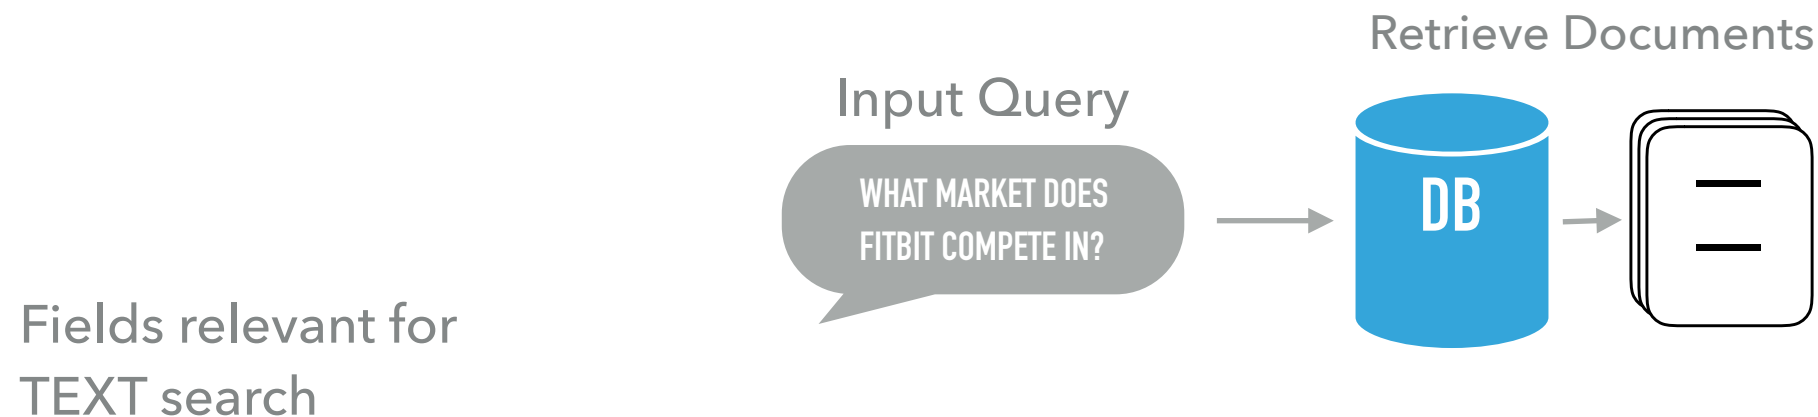 Retrieve Documents
Input Query
WHAT MARKET DOES
FITBIT COMPETE IN?
DB
Fields relevant for
TEXT search